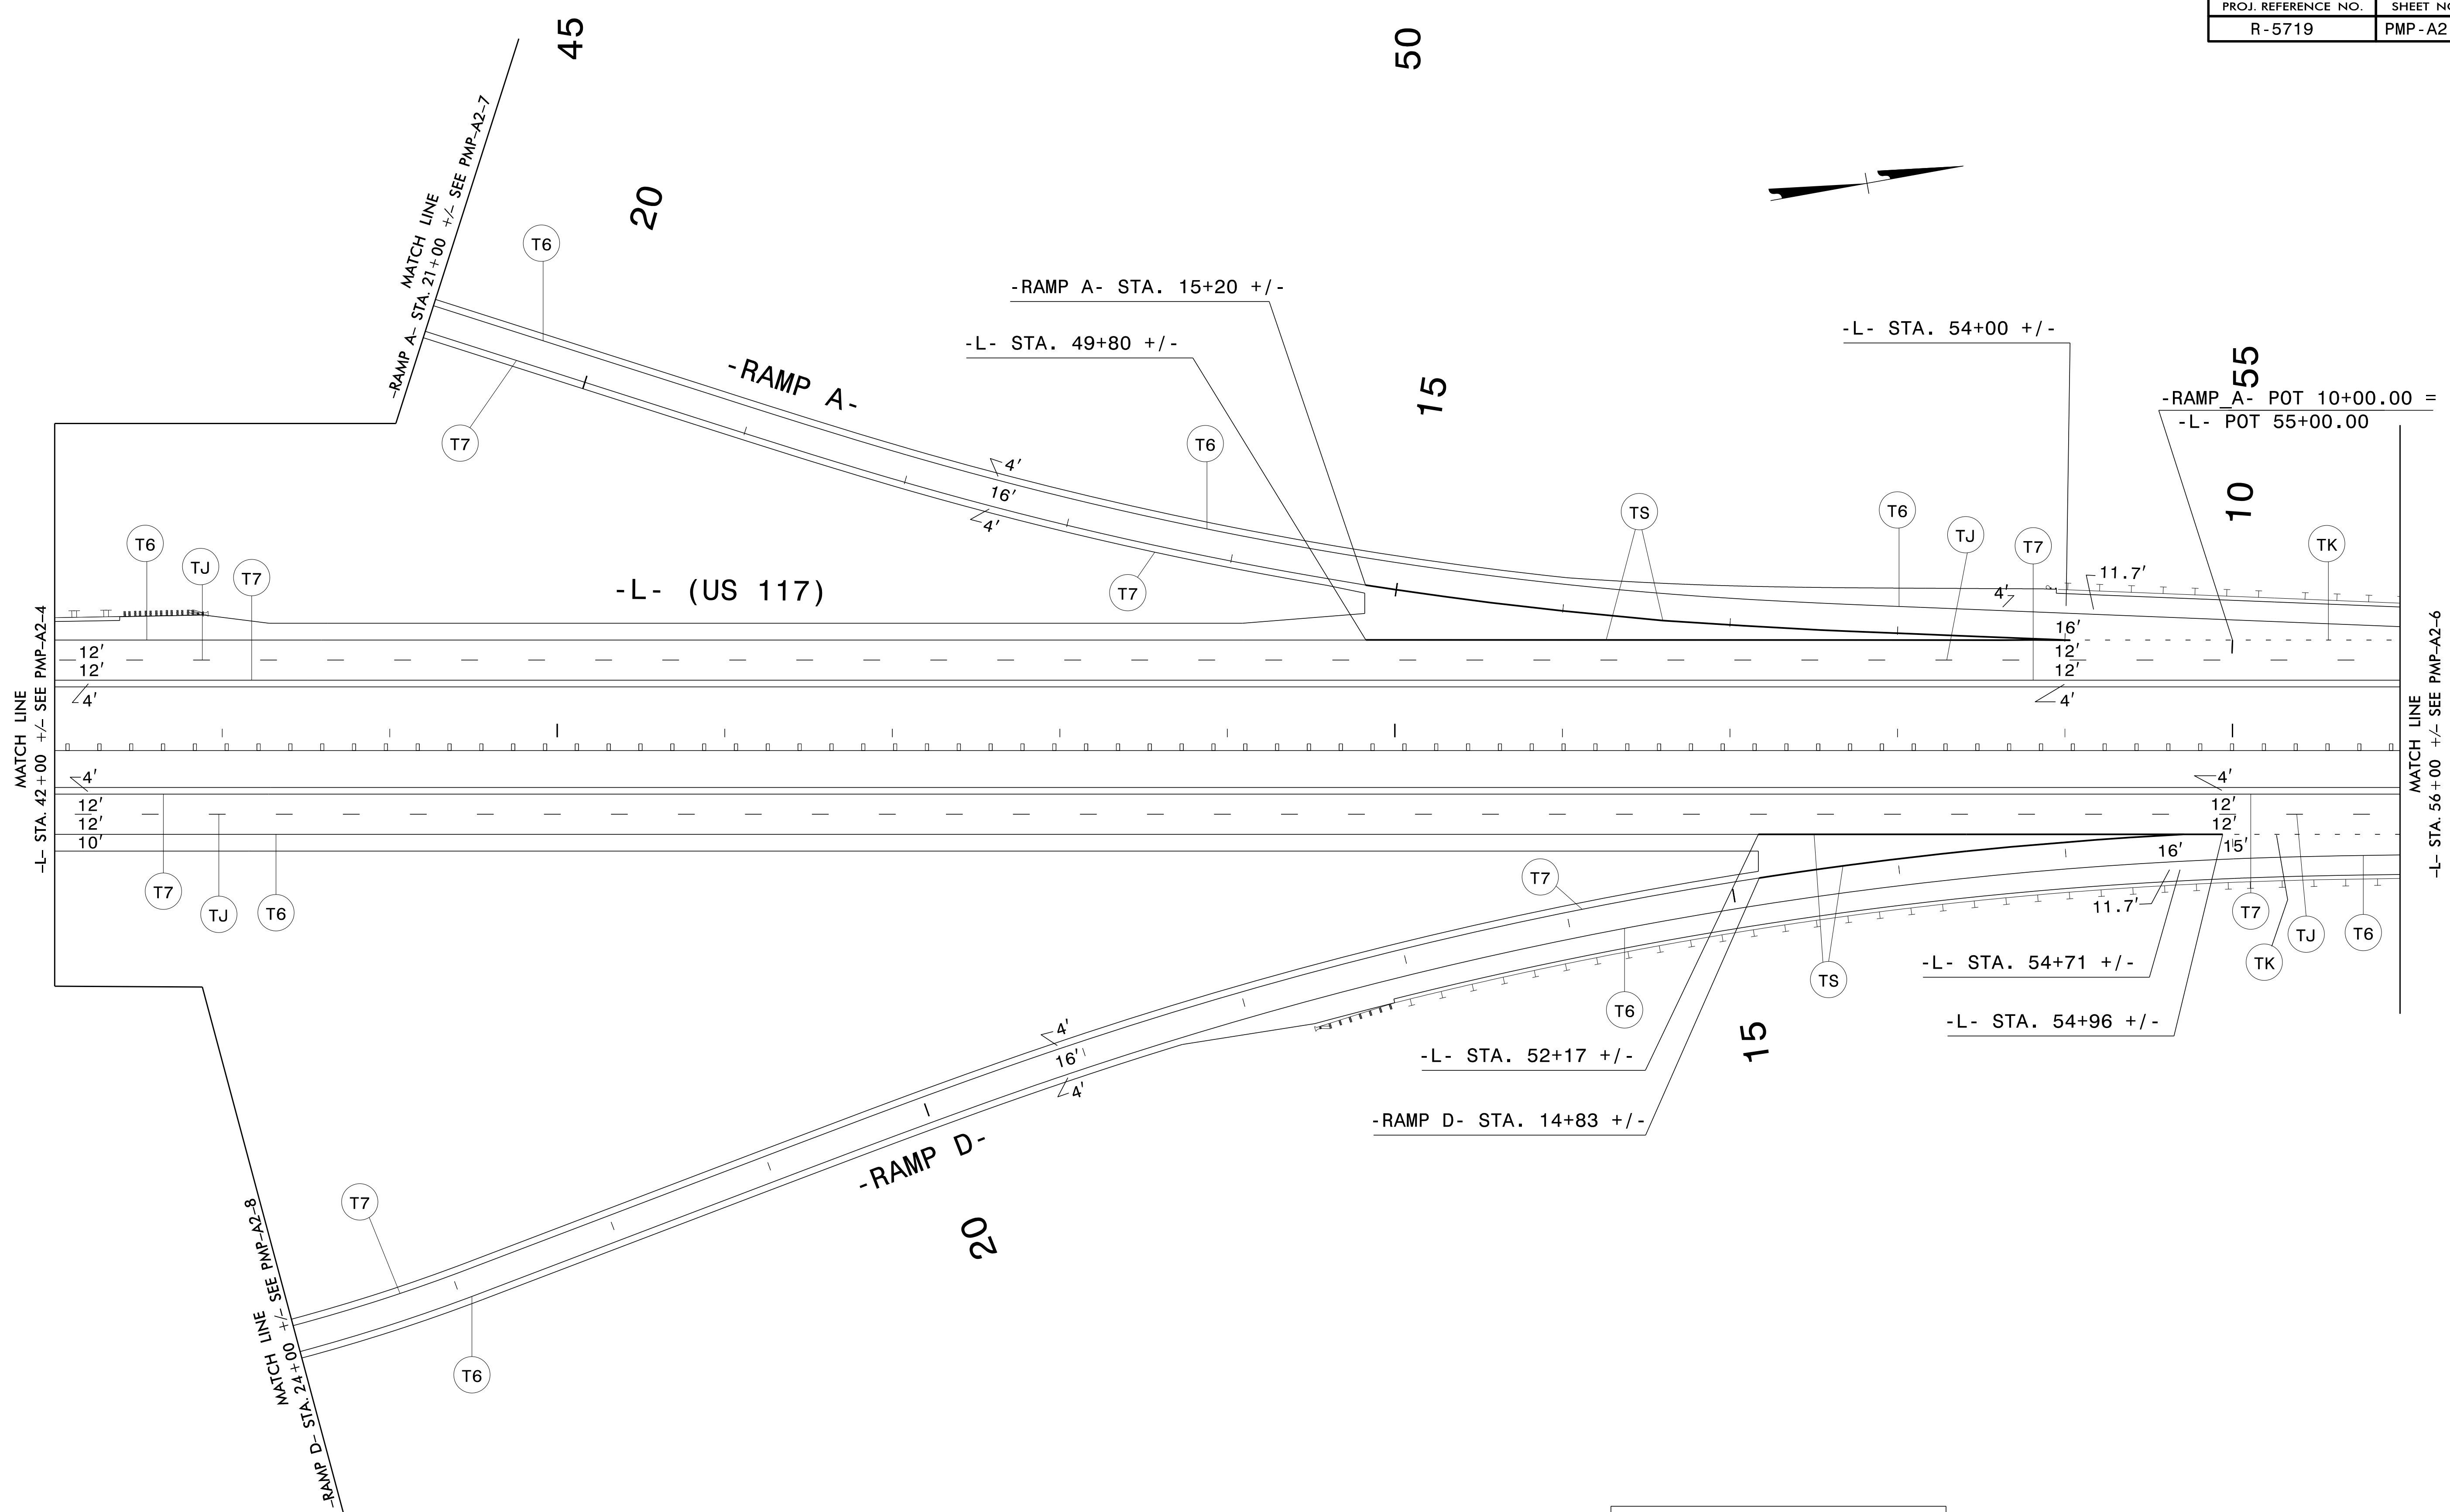 PROJ. REFERENCE NO.
R-5719
PMP-A2
45
50
MATCH LINE
-RAMP A- STA. 21+00 +/- SEE PMP-A2-7
20
T6
-RAMP A- STA. 15+20 +/-
-L- STA. 49+80 +/-
-L- STA. 54+00 +/-
55
-RAMP_A- POT 10+00.00 =
-L- POT 55+00.00
-RAMP A-
15
T7
T6
4'
16'
4'
10
T6
TJ
T7
TS
T6
TJ
T7
TK
-L- (US 117)
T7
4'
11.7'
12'
12'
4'
16'
12'
12'
4'
MATCH LINE
-L- STA. 42+00 +/- SEE PMP-A2-4
MATCH LINE
-L- STA. 56+00 +/- SEE PMP-A2-6
4'
12'
12'
10'
4'
12'
12'
15'
16'
11.7'
T7
TJ
T6
T7
T7
TJ
T6
TK
TS
T6
-L- STA. 54+71 +/-
-L- STA. 54+96 +/-
-L- STA. 52+17 +/-
15
-RAMP D- STA. 14+83 +/-
4'
16'
4'
-RAMP D-
20
T7
T6
MATCH LINE
-RAMP D- STA. 24+00 +/- SEE PMP-A2-8